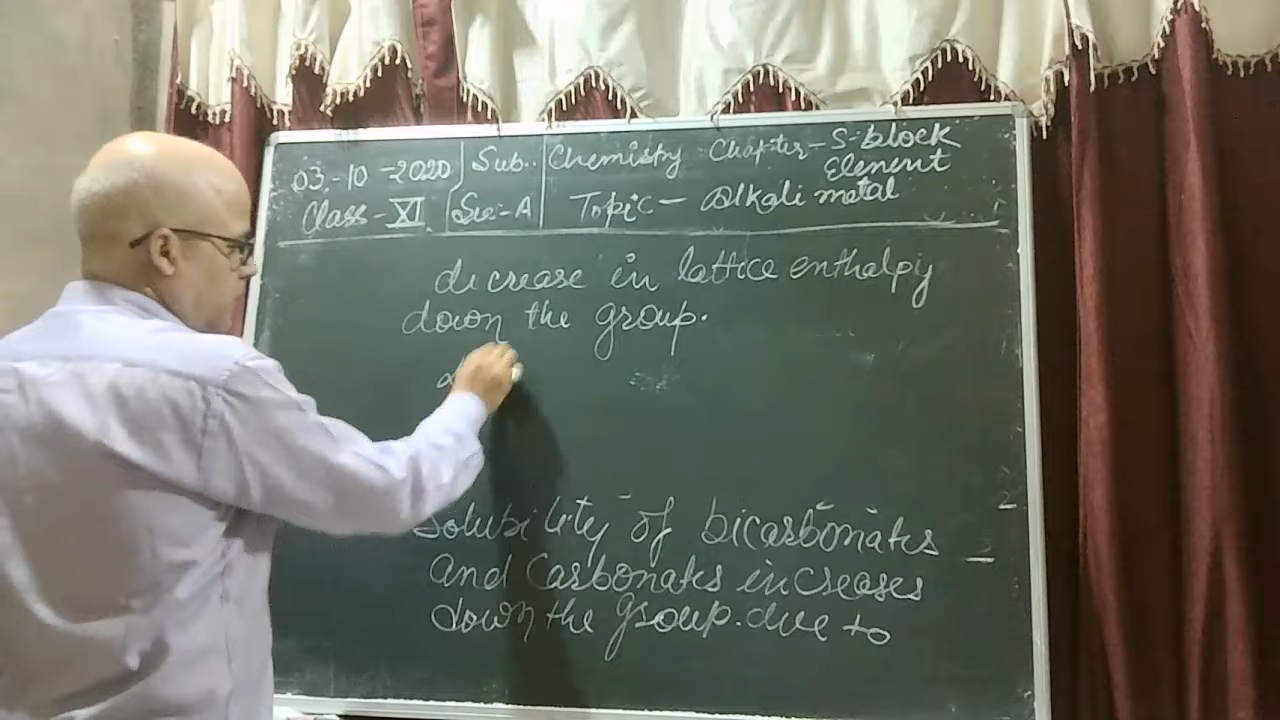 03-10-2020 Sub. Chemistry Chapter - S-block
Element
Class - XI Sec-A Topic - Alkali metal
decrease in lattice enthalpy
down the group.
Solubility of bicarbonates
and Carbonates increases
down the group. due to